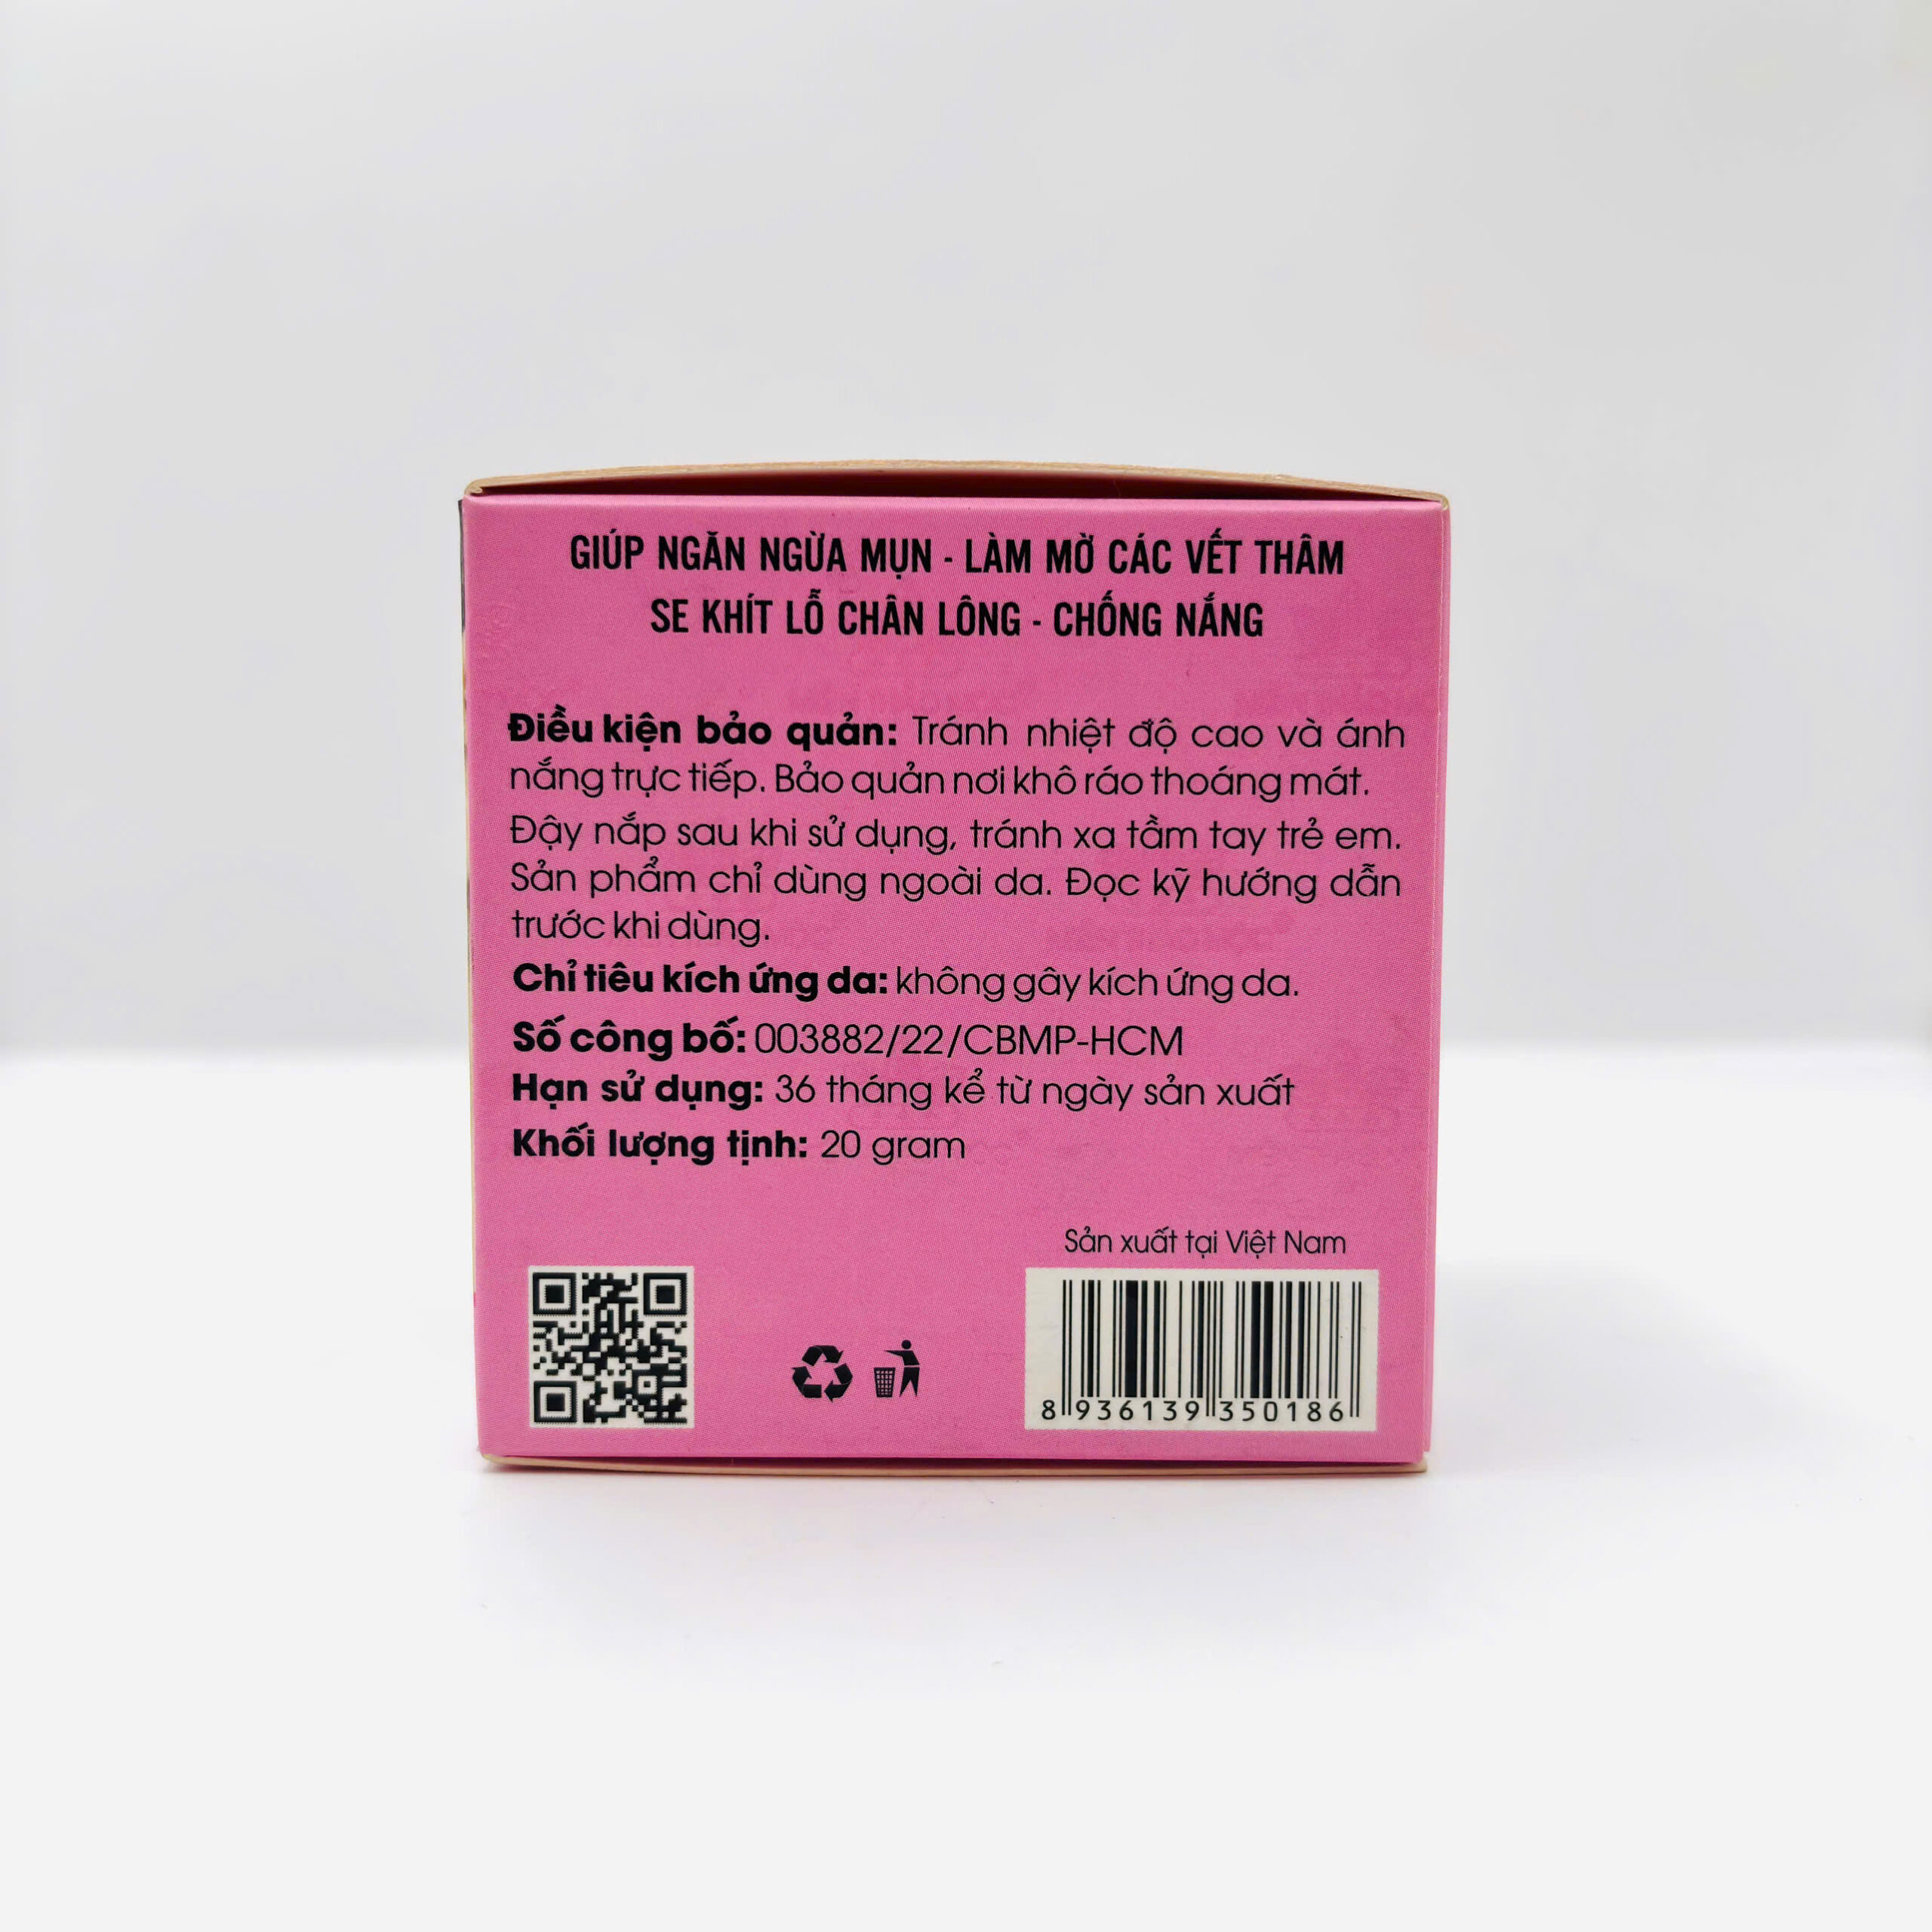 GIÚP NGĂN NGỪA MỤN - LÀM MỜ CÁC VẾT THÂM
SE KHÍT LỖ CHÂN LÔNG - CHỐNG NẮNG
Điều kiện bảo quản: Tránh nhiệt độ cao và ánh
nắng trực tiếp. Bảo quản nơi khô ráo thoáng mát.
Đậy nắp sau khi sử dụng, tránh xa tầm tay trẻ em.
Sản phẩm chỉ dùng ngoài da. Đọc kỹ hướng dẫn
trước khi dùng.
Chỉ tiêu kích ứng da: không gây kích ứng da.
Số công bố: 003882/22/CBMP-HCM
Hạn sử dụng: 36 tháng kể từ ngày sản xuất
Khối lượng tịnh: 20 gram
Sản xuất tại Việt Nam
8 936139 350186